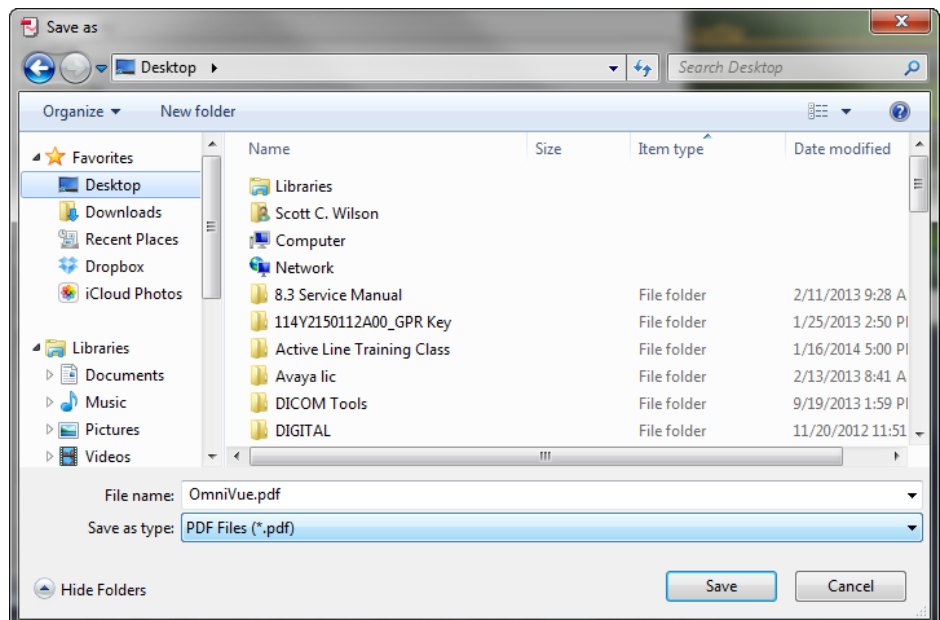 Save as
Desktop
Search Desktop
Organize New folder
Name Size Item type Date modified
Favorites
Desktop
Downloads
Recent Places
Dropbox
iCloud Photos
Libraries
Documents
Music
Pictures
Videos
Libraries
Scott C. Wilson
Computer
Network
8.3 Service Manual File folder 2/11/2013 9:28 A
114Y2150112A00_GPR Key File folder 1/25/2013 2:50 P
Active Line Training Class File folder 1/16/2014 5:00 P
Avaya lic File folder 2/13/2013 8:41 A
DICOM Tools File folder 9/19/2013 1:59 P
DIGITAL File folder 11/20/2012 11:51
File name: OmniVue.pdf
Save as type: PDF Files (*.pdf)
Hide Folders Save Cancel